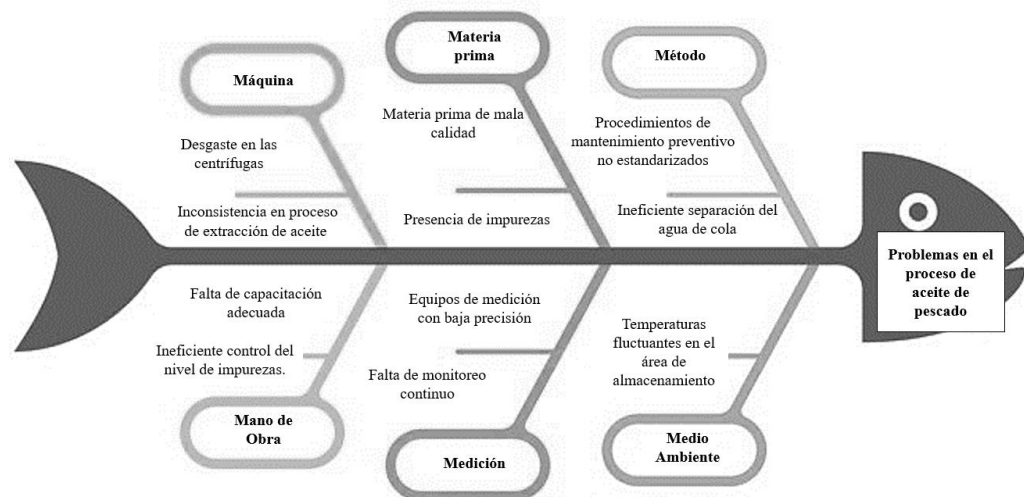 Máquina
Materia
prima
Método
Desgaste en las
centrífugas
Inconsistencia en proceso
de extracción de aceite
Materia prima de mala
calidad
Presencia de impurezas
Procedimientos de
mantenimiento preventivo
no estandarizados
Ineficiente separación del
agua de cola
Problemas en el
proceso de
aceite de
pescado
Falta de capacitación
adecuada
Ineficiente control del
nivel de impurezas.
Equipos de medición
con baja precisión
Falta de monitoreo
continuo
Temperaturas
fluctuantes en el
área de
almacenamiento
Mano de
Obra
Medición
Medio
Ambiente